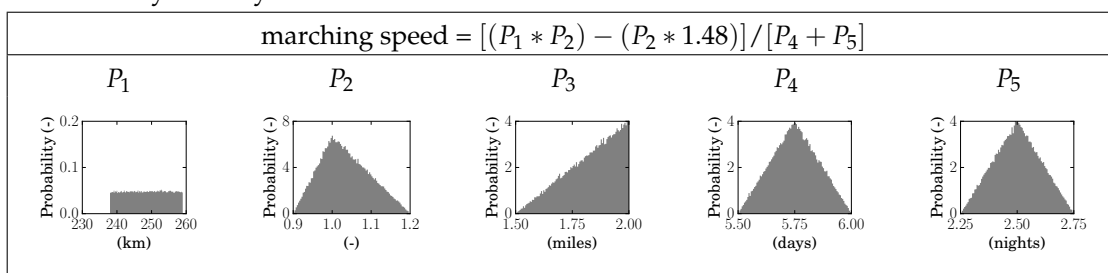 marching speed = [(P₁ * P₂) − (P₂ * 1.48)]/[P₄ + P₅]
P₁ P₂ P₃ P₄ P₅
Probability (-)
0.2
0.1
0.0
230 240 250 260
(km)
Probability (-)
8
4
0
0.9 1.0 1.1 1.2
(-)
Probability (-)
4
2
0
1.50 1.75 2.00
(miles)
Probability (-)
4
2
0
5.50 5.75 6.00
(days)
Probability (-)
4
2
0
2.25 2.50 2.75
(nights)